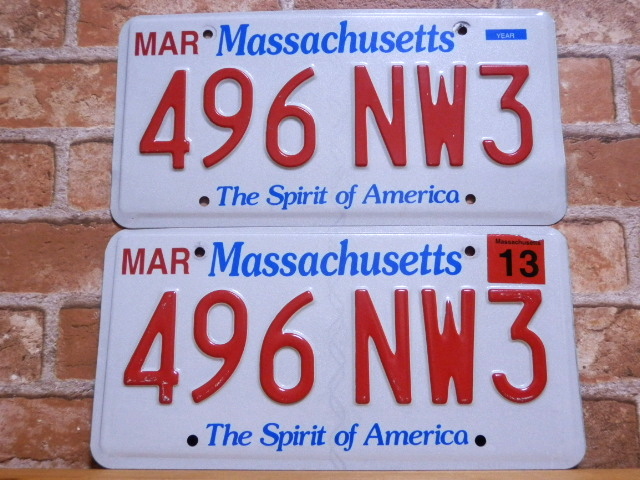 MAR Massachusetts YEAR
496 NW3
The Spirit of America
MAR Massachusetts Massachusetts 13
496 NW3
The Spirit of America